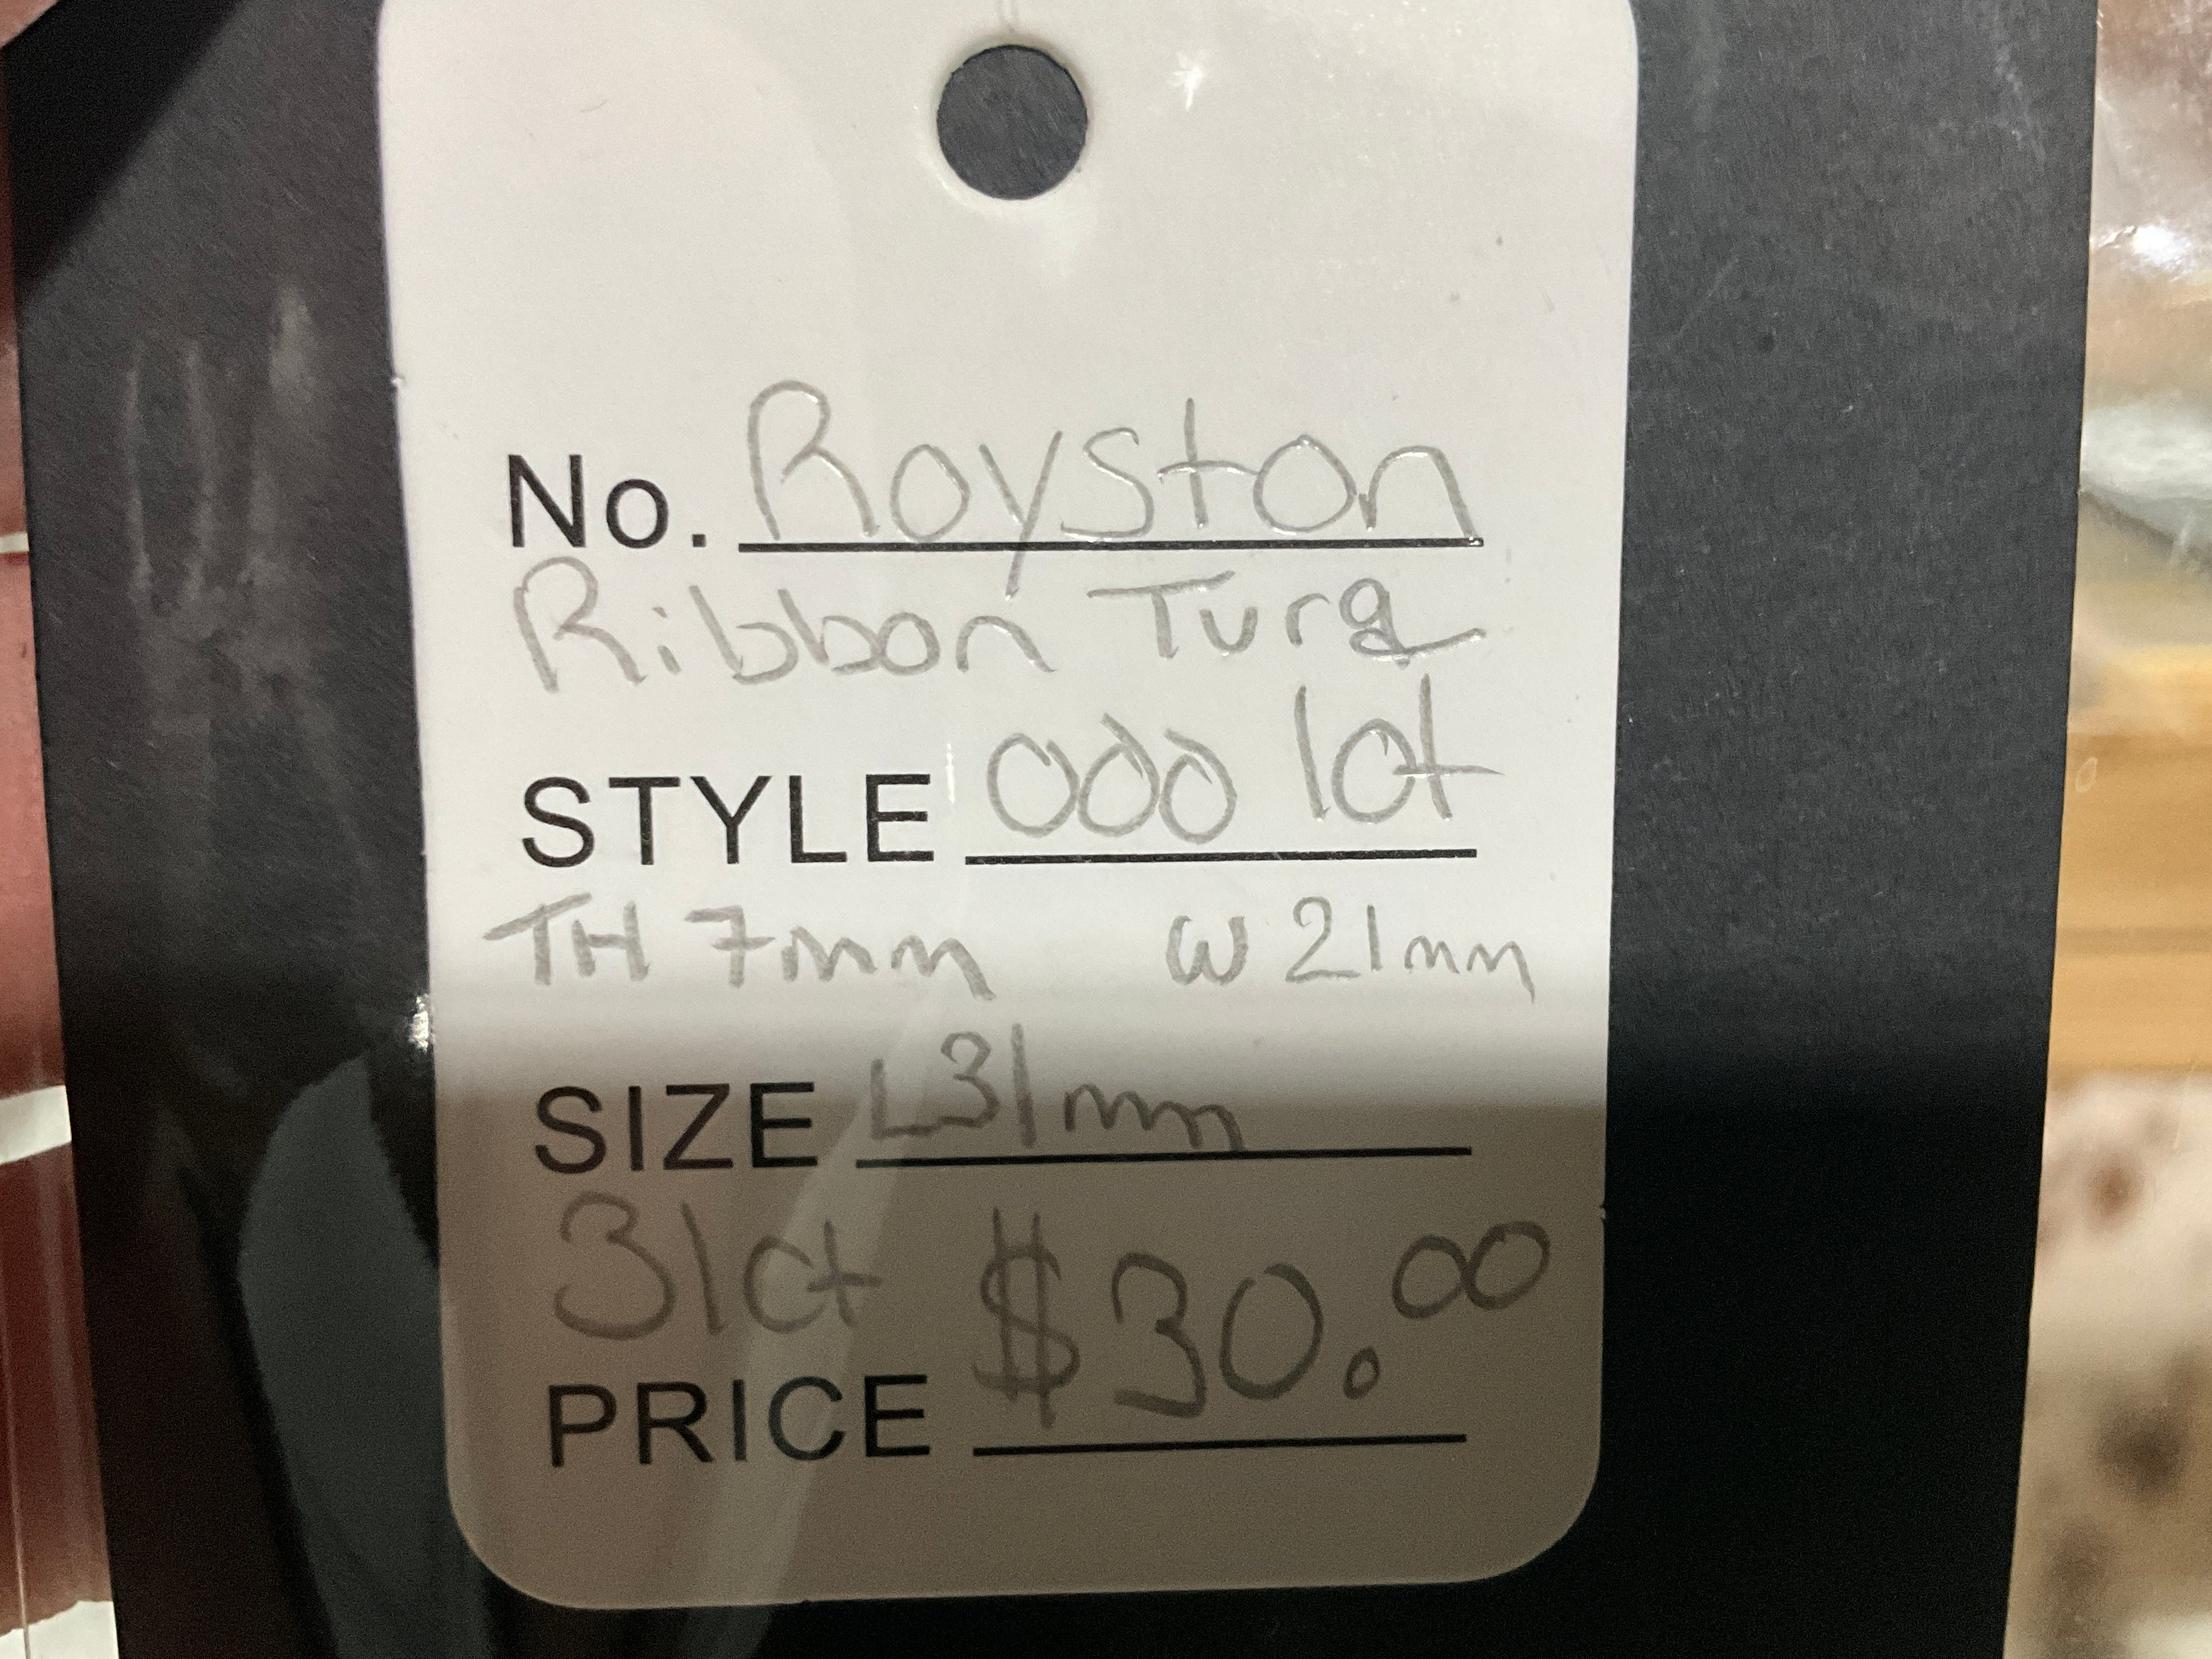 No. Royston
Ribbon Turq
STYLE odd lot
TH 7mm W 21mm
SIZE L31mm
31ct $30.00
PRICE